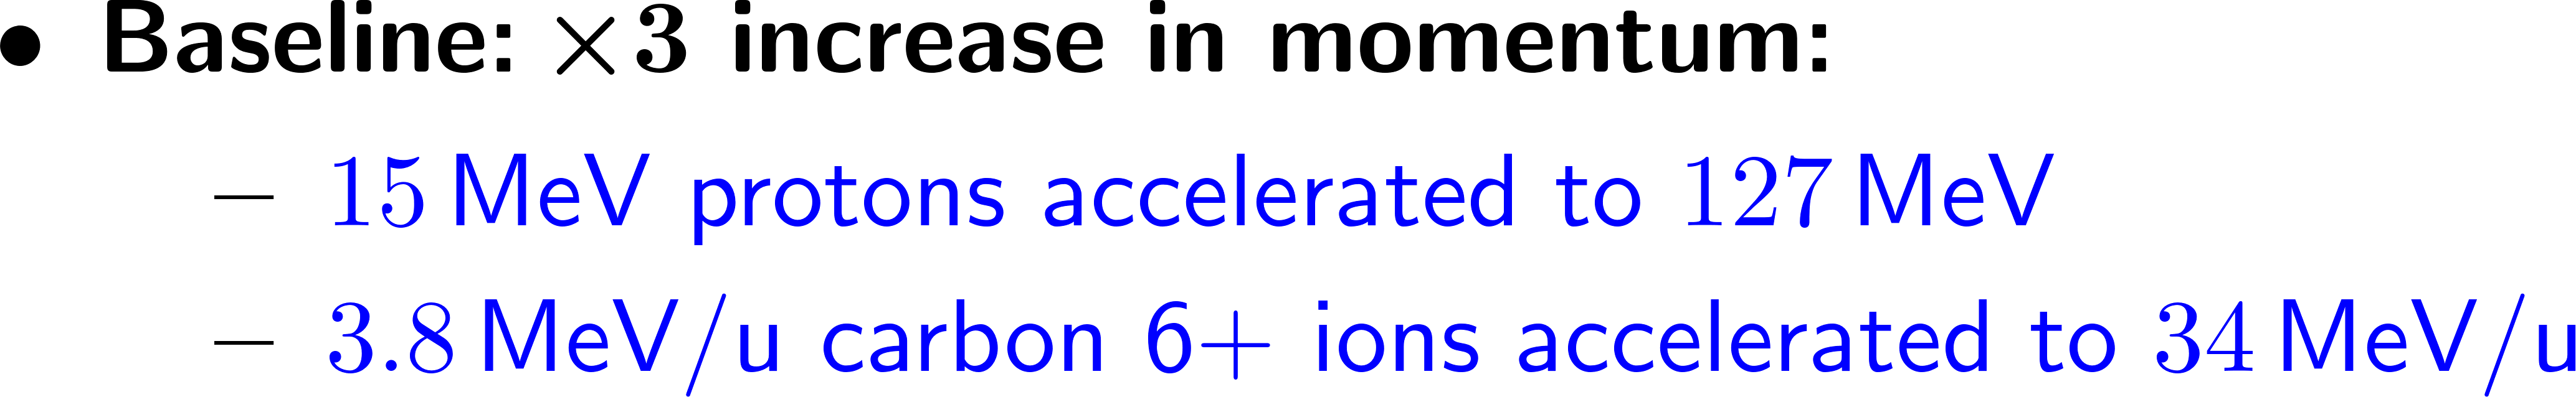 • Baseline: ×3 increase in momentum:
– 15 MeV protons accelerated to 127 MeV
– 3.8 MeV/u carbon 6+ ions accelerated to 34 MeV/u